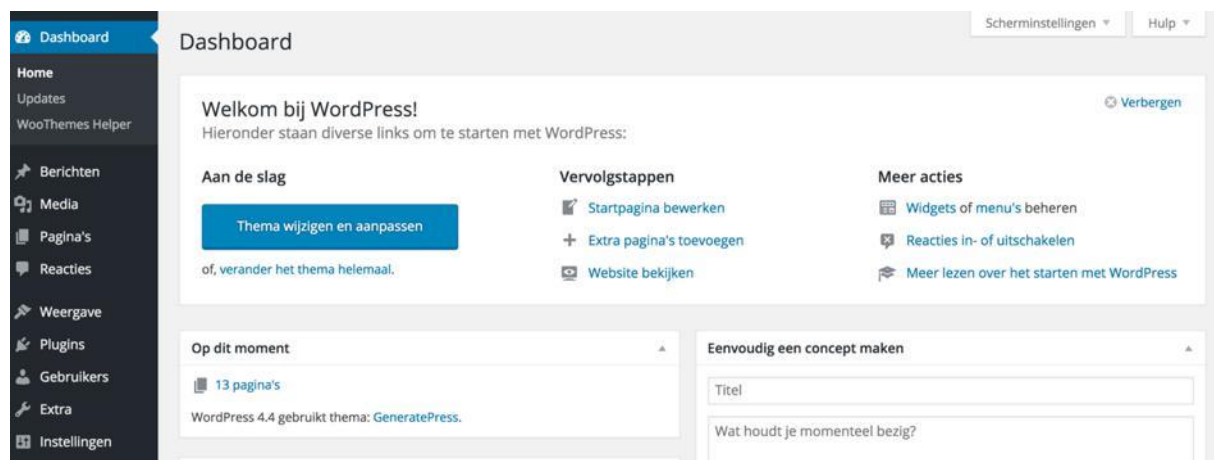 Dashboard
Home
Updates
WooThemes Helper
Berichten
Media
Pagina's
Reacties
Weergave
Plugins
Gebruikers
Extra
Instellingen
Scherminstellingen
Hulp
Dashboard
Welkom bij WordPress!
Verbergen
Hieronder staan diverse links om te starten met WordPress:
Aan de slag
Thema wijzigen en aanpassen
of, verander het thema helemaal.
Vervolgstappen
Startpagina bewerken
Extra pagina's toevoegen
Website bekijken
Meer acties
Widgets of menu's beheren
Reacties in- of uitschakelen
Meer lezen over het starten met WordPress
Op dit moment
13 pagina's
WordPress 4.4 gebruikt thema: GeneratePress.
Eenvoudig een concept maken
Titel
Wat houdt je momenteel bezig?